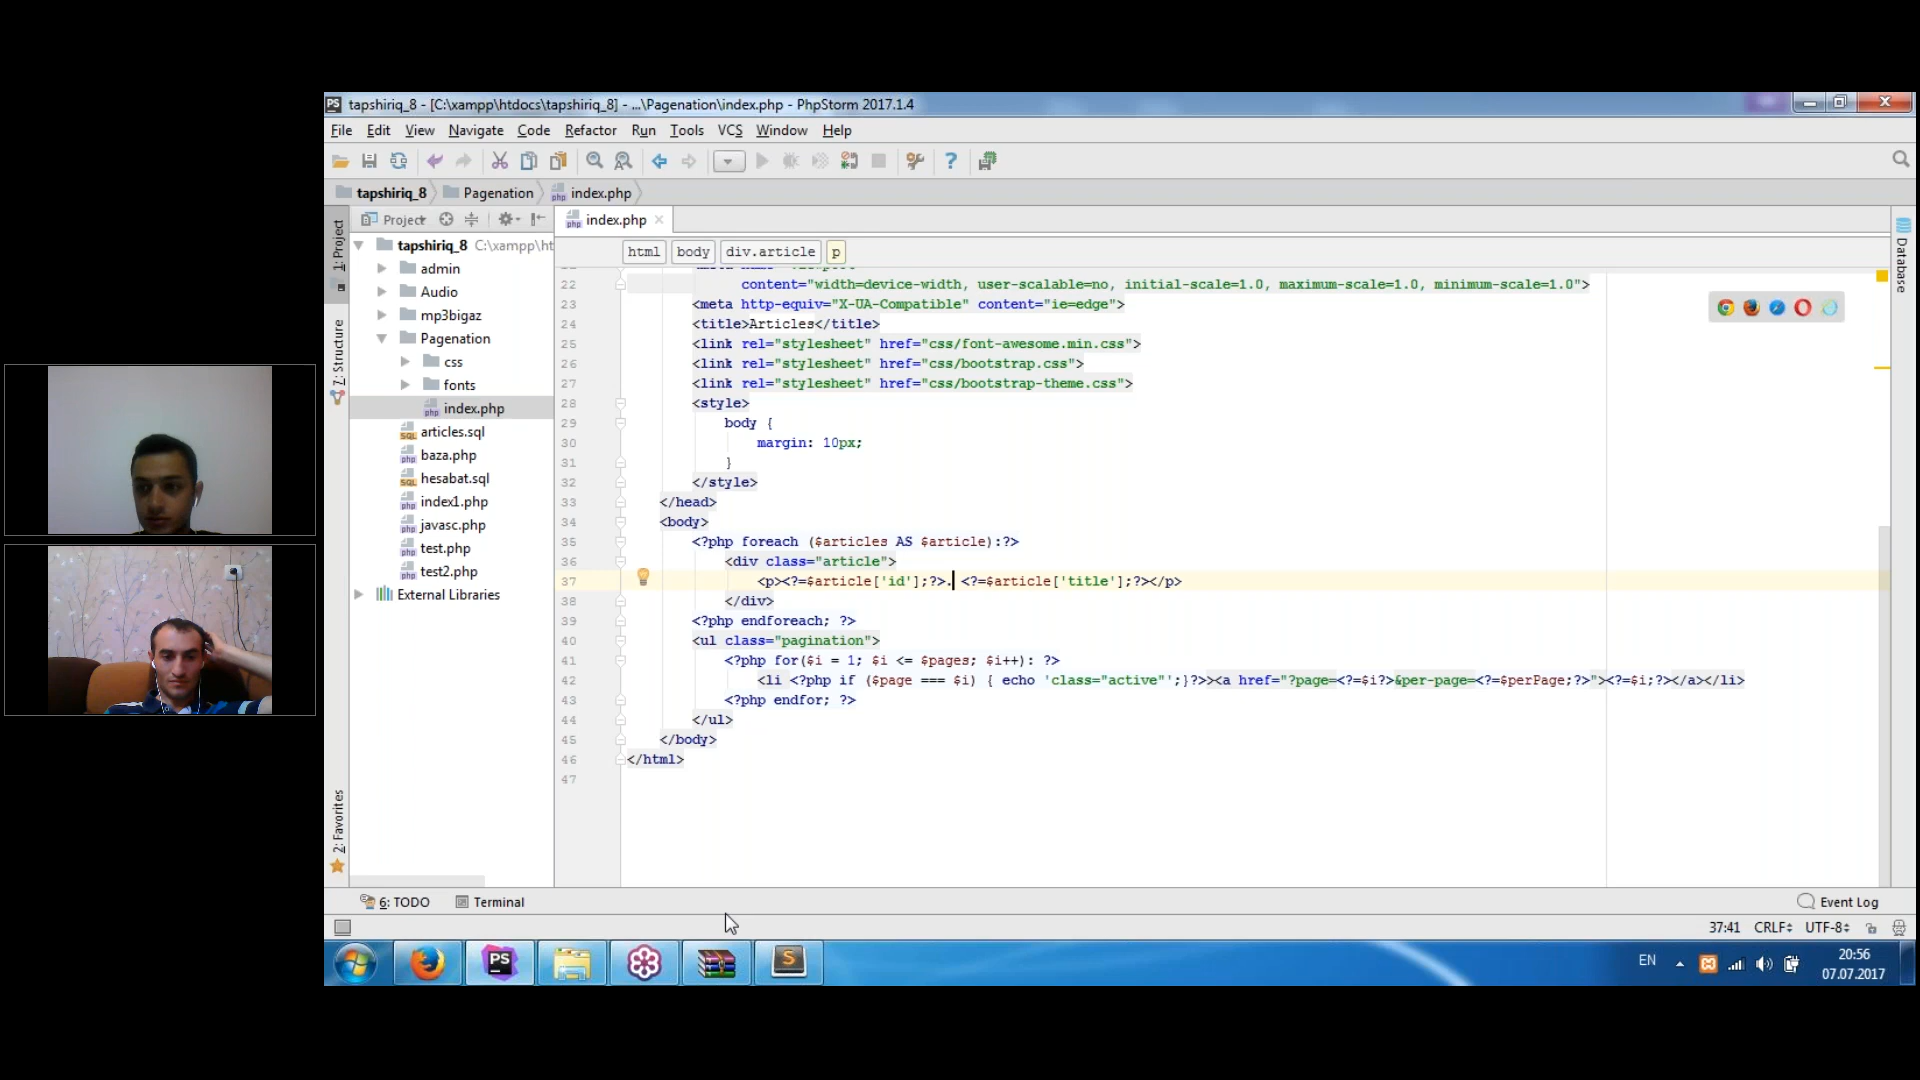 tapshiriq_8 - [C:\xampp\htdocs\tapshiriq_8] - ...\Pagenation\index.php - PhpStorm 2017.1.4
File Edit View Navigate Code Refactor Run Tools VCS Window Help
tapshiriq_8 Pagenation index.php
Project index.php
html body div.article p
1: Project
7: Structure
2: Favorites
Database
tapshiriq_8 C:\xampp\ht
admin
Audio
mp3bigaz
Pagenation
css
fonts
index.php
articles.sql
baza.php
hesabat.sql
index1.php
javasc.php
test.php
test2.php
External Libraries
22 content="width=device-width, user-scalable=no, initial-scale=1.0, maximum-scale=1.0, minimum-scale=1.0">
23 <meta http-equiv="X-UA-Compatible" content="ie=edge">
24 <title>Articles</title>
25 <link rel="stylesheet" href="css/font-awesome.min.css">
26 <link rel="stylesheet" href="css/bootstrap.css">
27 <link rel="stylesheet" href="css/bootstrap-theme.css">
28 <style>
29 body {
30 margin: 10px;
31 }
32 </style>
33 </head>
34 <body>
35 <?php foreach ($articles AS $article):?>
36 <div class="article">
37 <p><?=$article['id'];?>. <?=$article['title'];?></p>
38 </div>
39 <?php endforeach; ?>
40 <ul class="pagination">
41 <?php for($i = 1; $i <= $pages; $i++): ?>
42 <li <?php if ($page === $i) { echo 'class="active"';}?>><a href="?page=<?=$i?>&per-page=<?=$perPage;?>"><?=$i;?></a></li>
43 <?php endfor; ?>
44 </ul>
45 </body>
46 </html>
47
6: TODO Terminal Event Log
37:41 CRLF UTF-8
EN 20:56
07.07.2017